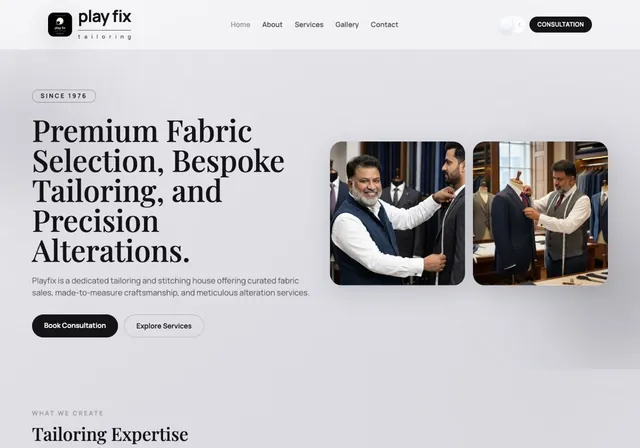 play fix
tailoring
Home About Services Gallery Contact
CONSULTATION
SINCE 1976
Premium Fabric
Selection, Bespoke
Tailoring, and
Precision
Alterations.
Playfix is a dedicated tailoring and stitching house offering curated fabric
sales, made-to-measure craftsmanship, and meticulous alteration services.
Book Consultation Explore Services
WHAT WE CREATE
Tailoring Expertise